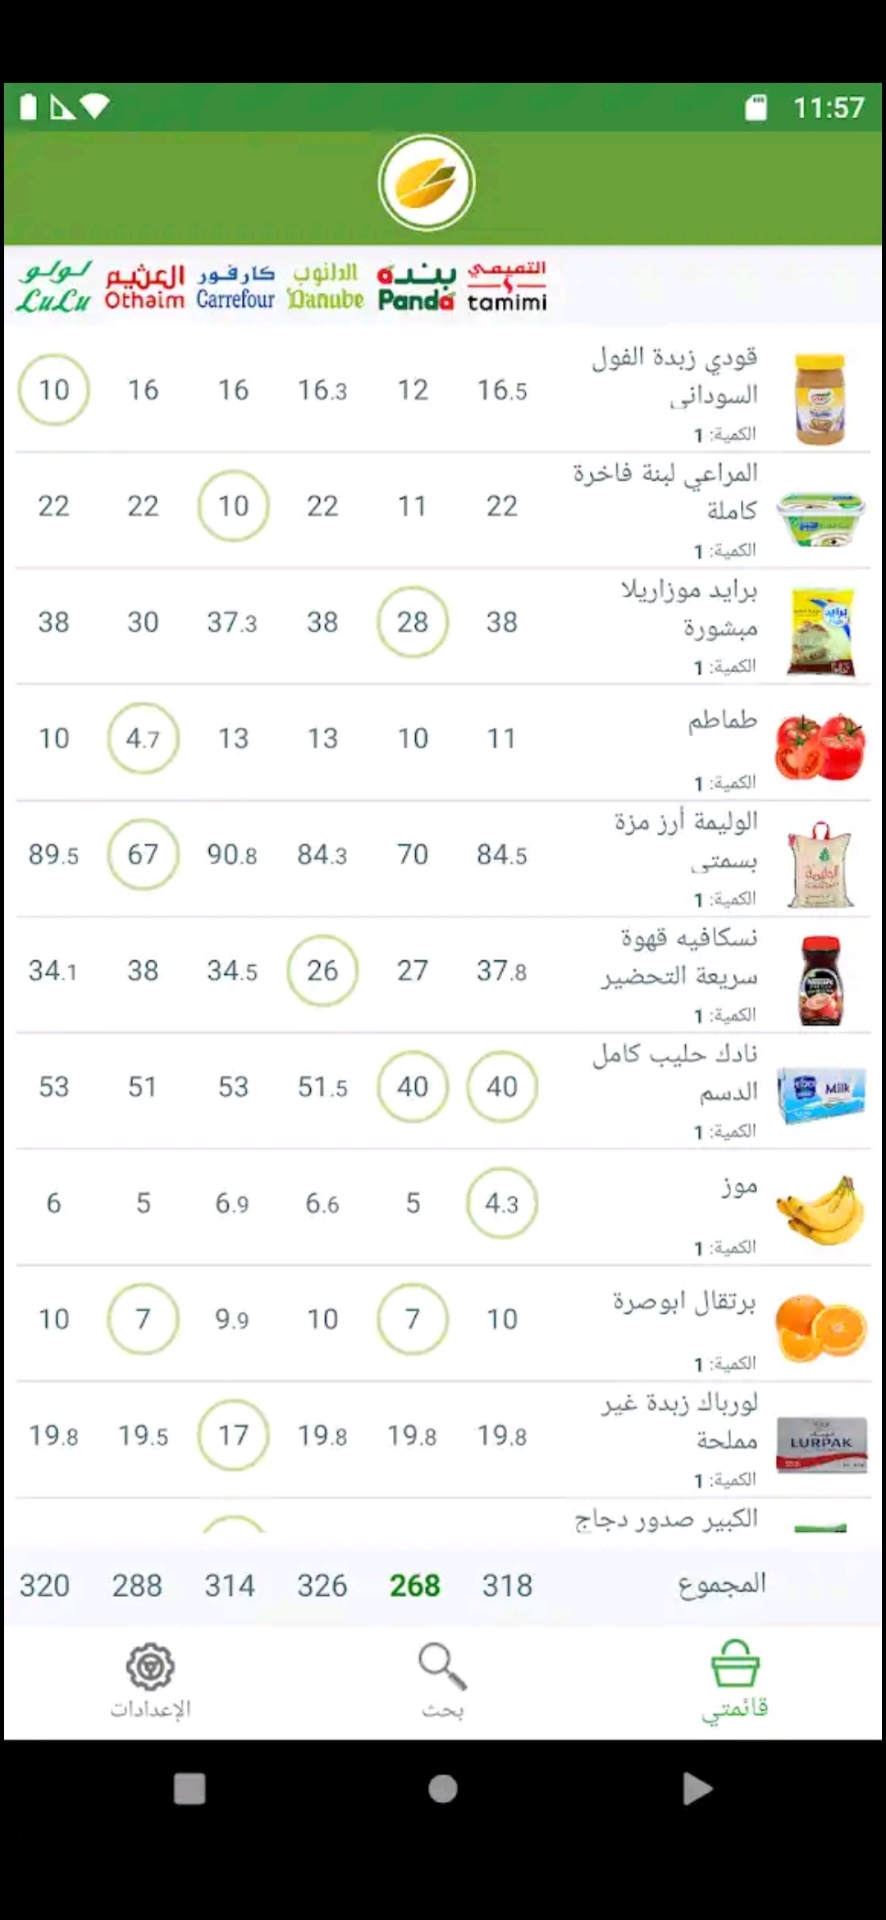 11:57
التميمي بنده الدانوب كارفور العثيم لولو
tamimi Panda Danube Carrefour Othaim LuLu
قودي زبدة الفول
السوداني
الكمية: 1
16.5 12 16.3 16 16 10
المراعي لبنة فاخرة
كاملة
الكمية: 1
22 11 22 10 22 22
برايد موزاريلا
مبشورة
الكمية: 1
38 28 38 37.3 30 38
طماطم
الكمية: 1
11 10 13 13 4.7 10
الوليمة أرز مزة
بسمتي
الكمية: 1
84.5 70 84.3 90.8 67 89.5
نسكافيه قهوة
سريعة التحضير
الكمية: 1
37.8 27 26 34.5 38 34.1
نادك حليب كامل
الدسم
الكمية: 1
40 40 51.5 53 51 53
Milk
موز
الكمية: 1
4.3 5 6.6 6.9 5 6
برتقال ابوصرة
الكمية: 1
10 7 10 9.9 7 10
لورباك زبدة غير
مملحة
الكمية: 1
19.8 19.8 19.8 17 19.5 19.8
LURPAK
الكبير صدور دجاج
المجموع 318 268 326 314 288 320
قائمتي بحث الإعدادات